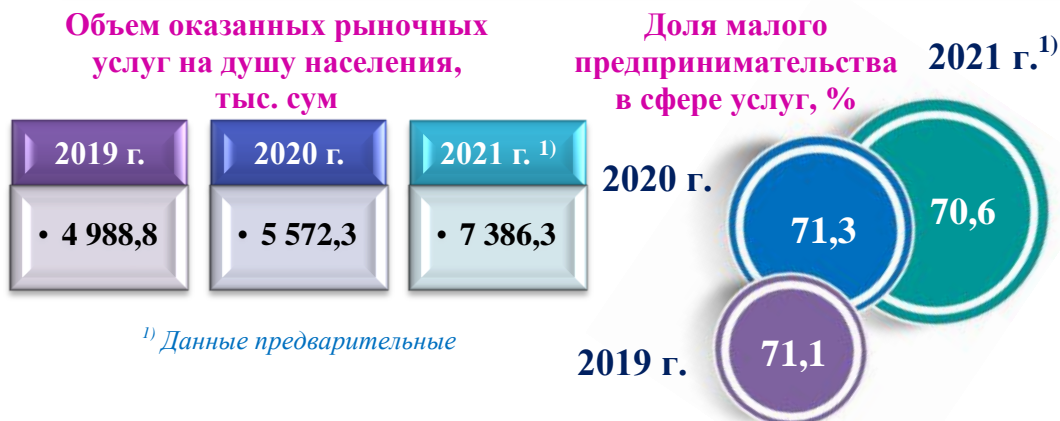 Объем оказанных рыночных
услуг на душу населения,
тыс. сум
2019 г.
2020 г.
2021 г. 1)
• 4 988,8
• 5 572,3
• 7 386,3
1) Данные предварительные
Доля малого
предпринимательства
в сфере услуг, %
2021 г.1)
70,6
2020 г.
71,3
2019 г.
71,1